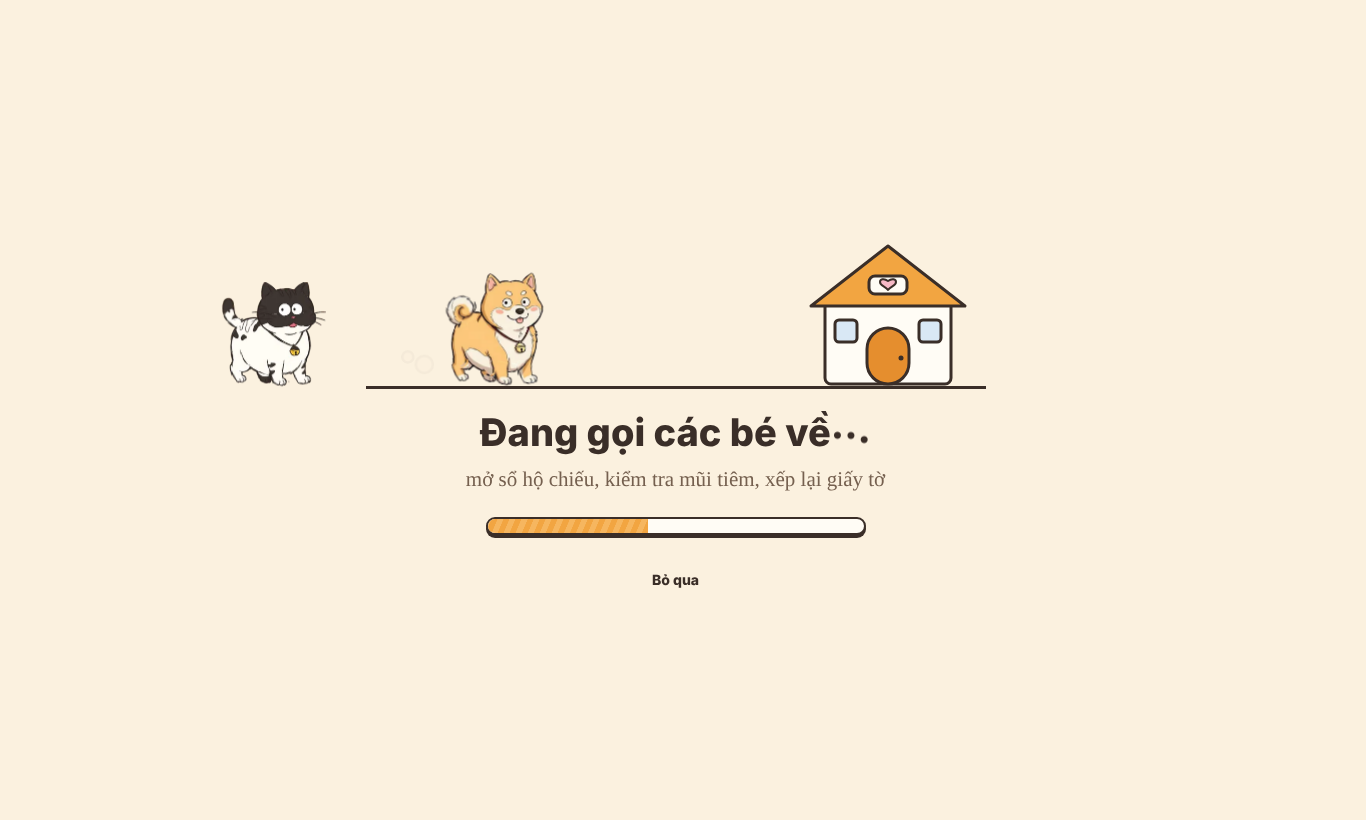 Đang gọi các bé về...
mở sổ hộ chiếu, kiểm tra mũi tiêm, xếp lại giấy tờ
Bỏ qua